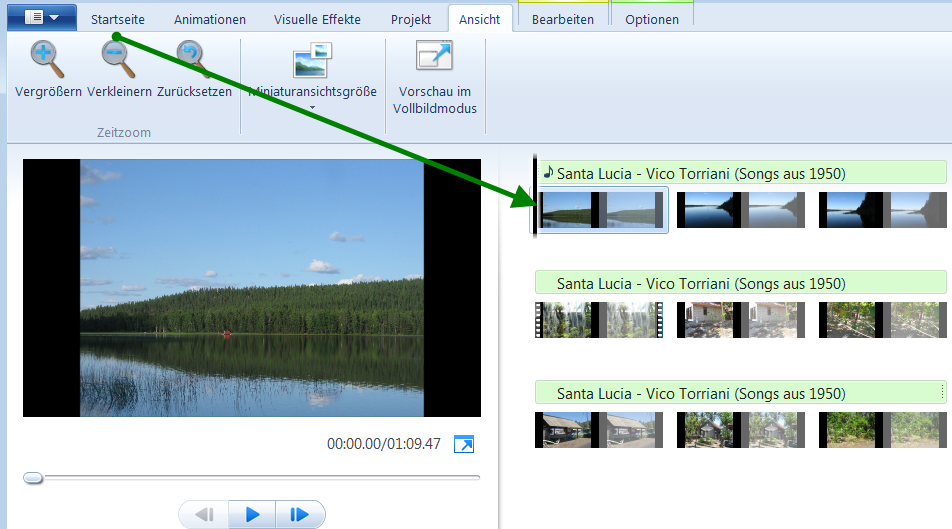 Startseite Animationen Visuelle Effekte Projekt Ansicht Bearbeiten Optionen
Vergrößern Verkleinern Zurücksetzen Miniaturansichtsgröße Vorschau im
Vollbildmodus
Zeitzoom
Santa Lucia - Vico Torriani (Songs aus 1950)
Santa Lucia - Vico Torriani (Songs aus 1950)
Santa Lucia - Vico Torriani (Songs aus 1950)
00:00.00/01:09.47